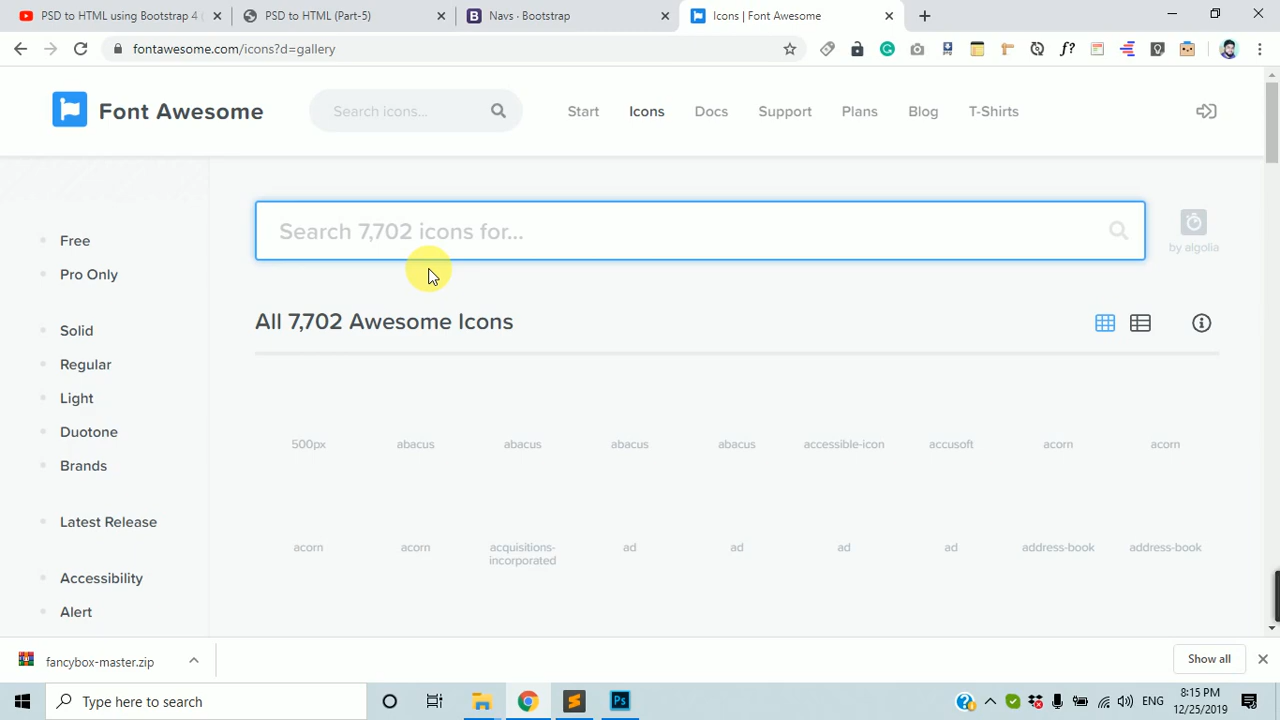 PSD to HTML using Bootstrap 4 (
PSD to HTML (Part-5)
Navs · Bootstrap
Icons | Font Awesome
fontawesome.com/icons?d=gallery
f?
Font Awesome
Search icons...
Start
Icons
Docs
Support
Plans
Blog
T-Shirts
Search 7,702 icons for...
by algolia
Free
Pro Only
Solid
Regular
Light
Duotone
Brands
Latest Release
Accessibility
Alert
All 7,702 Awesome Icons
500px
abacus
abacus
abacus
abacus
accessible-icon
accusoft
acorn
acorn
acorn
acorn
acquisitions-
incorporated
ad
ad
ad
ad
address-book
address-book
fancybox-master.zip
Show all
Type here to search
Ps
ENG
8:15 PM
12/25/2019